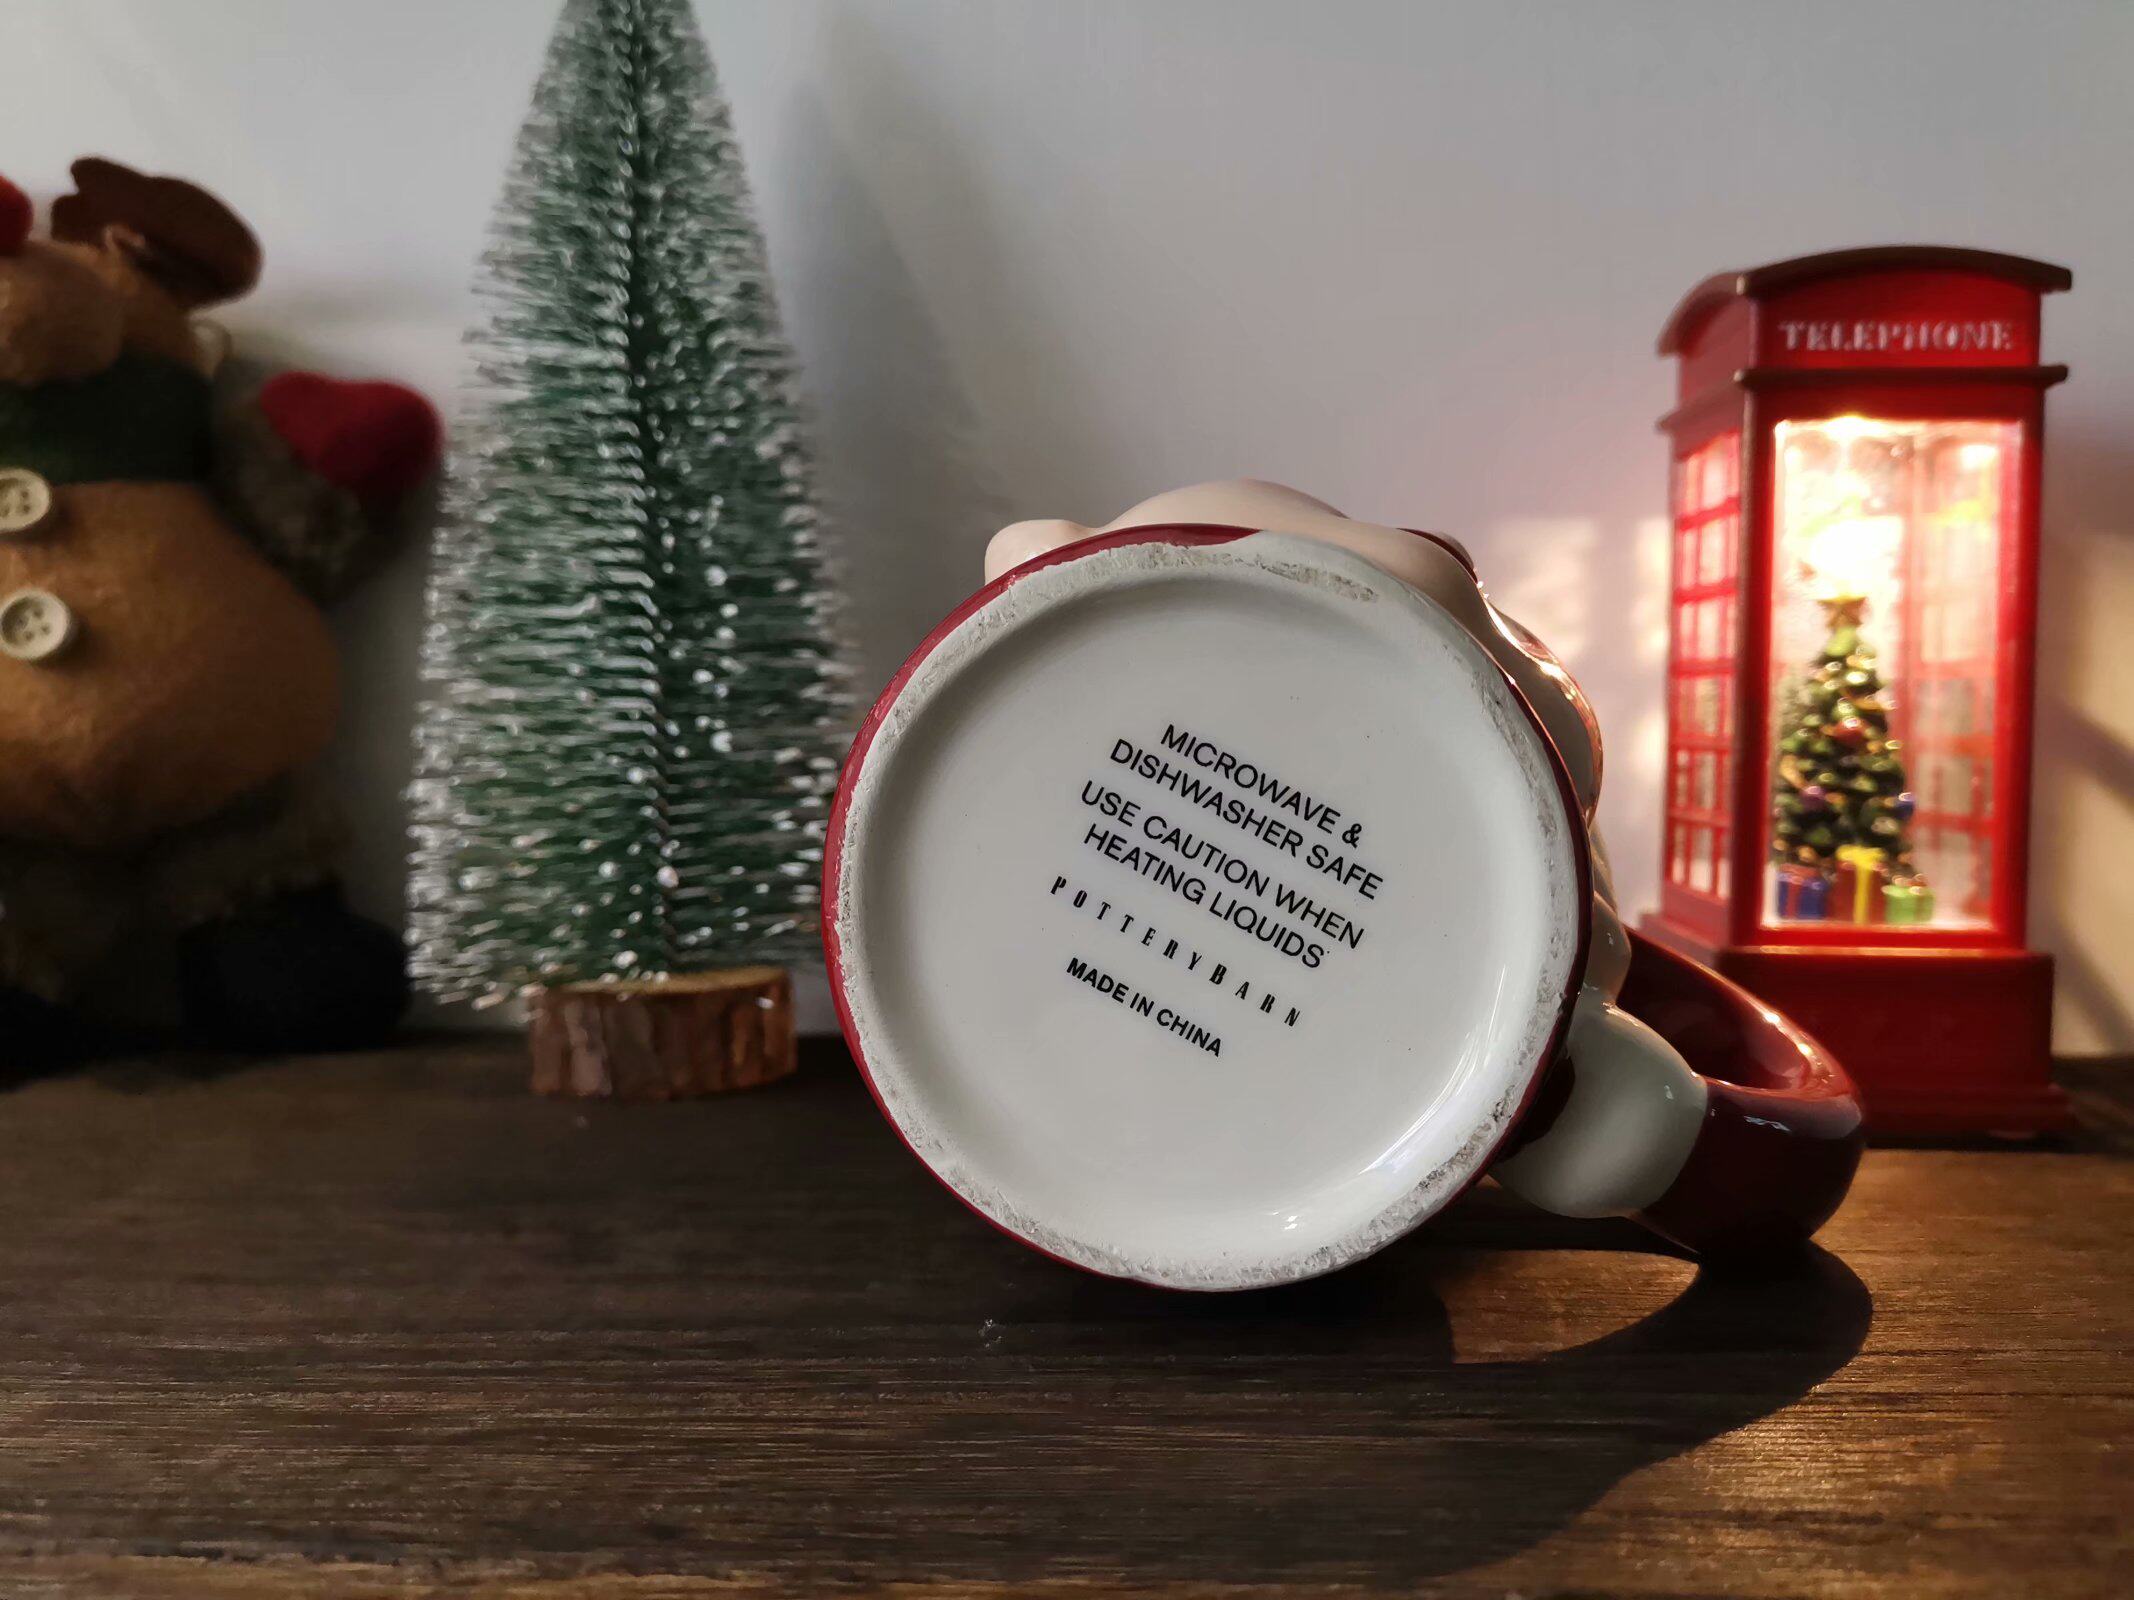 TELEPHONE
MICROWAVE &
DISHWASHER SAFE
USE CAUTION WHEN
HEATING LIQUIDS
POTTERYBARN
MADE IN CHINA